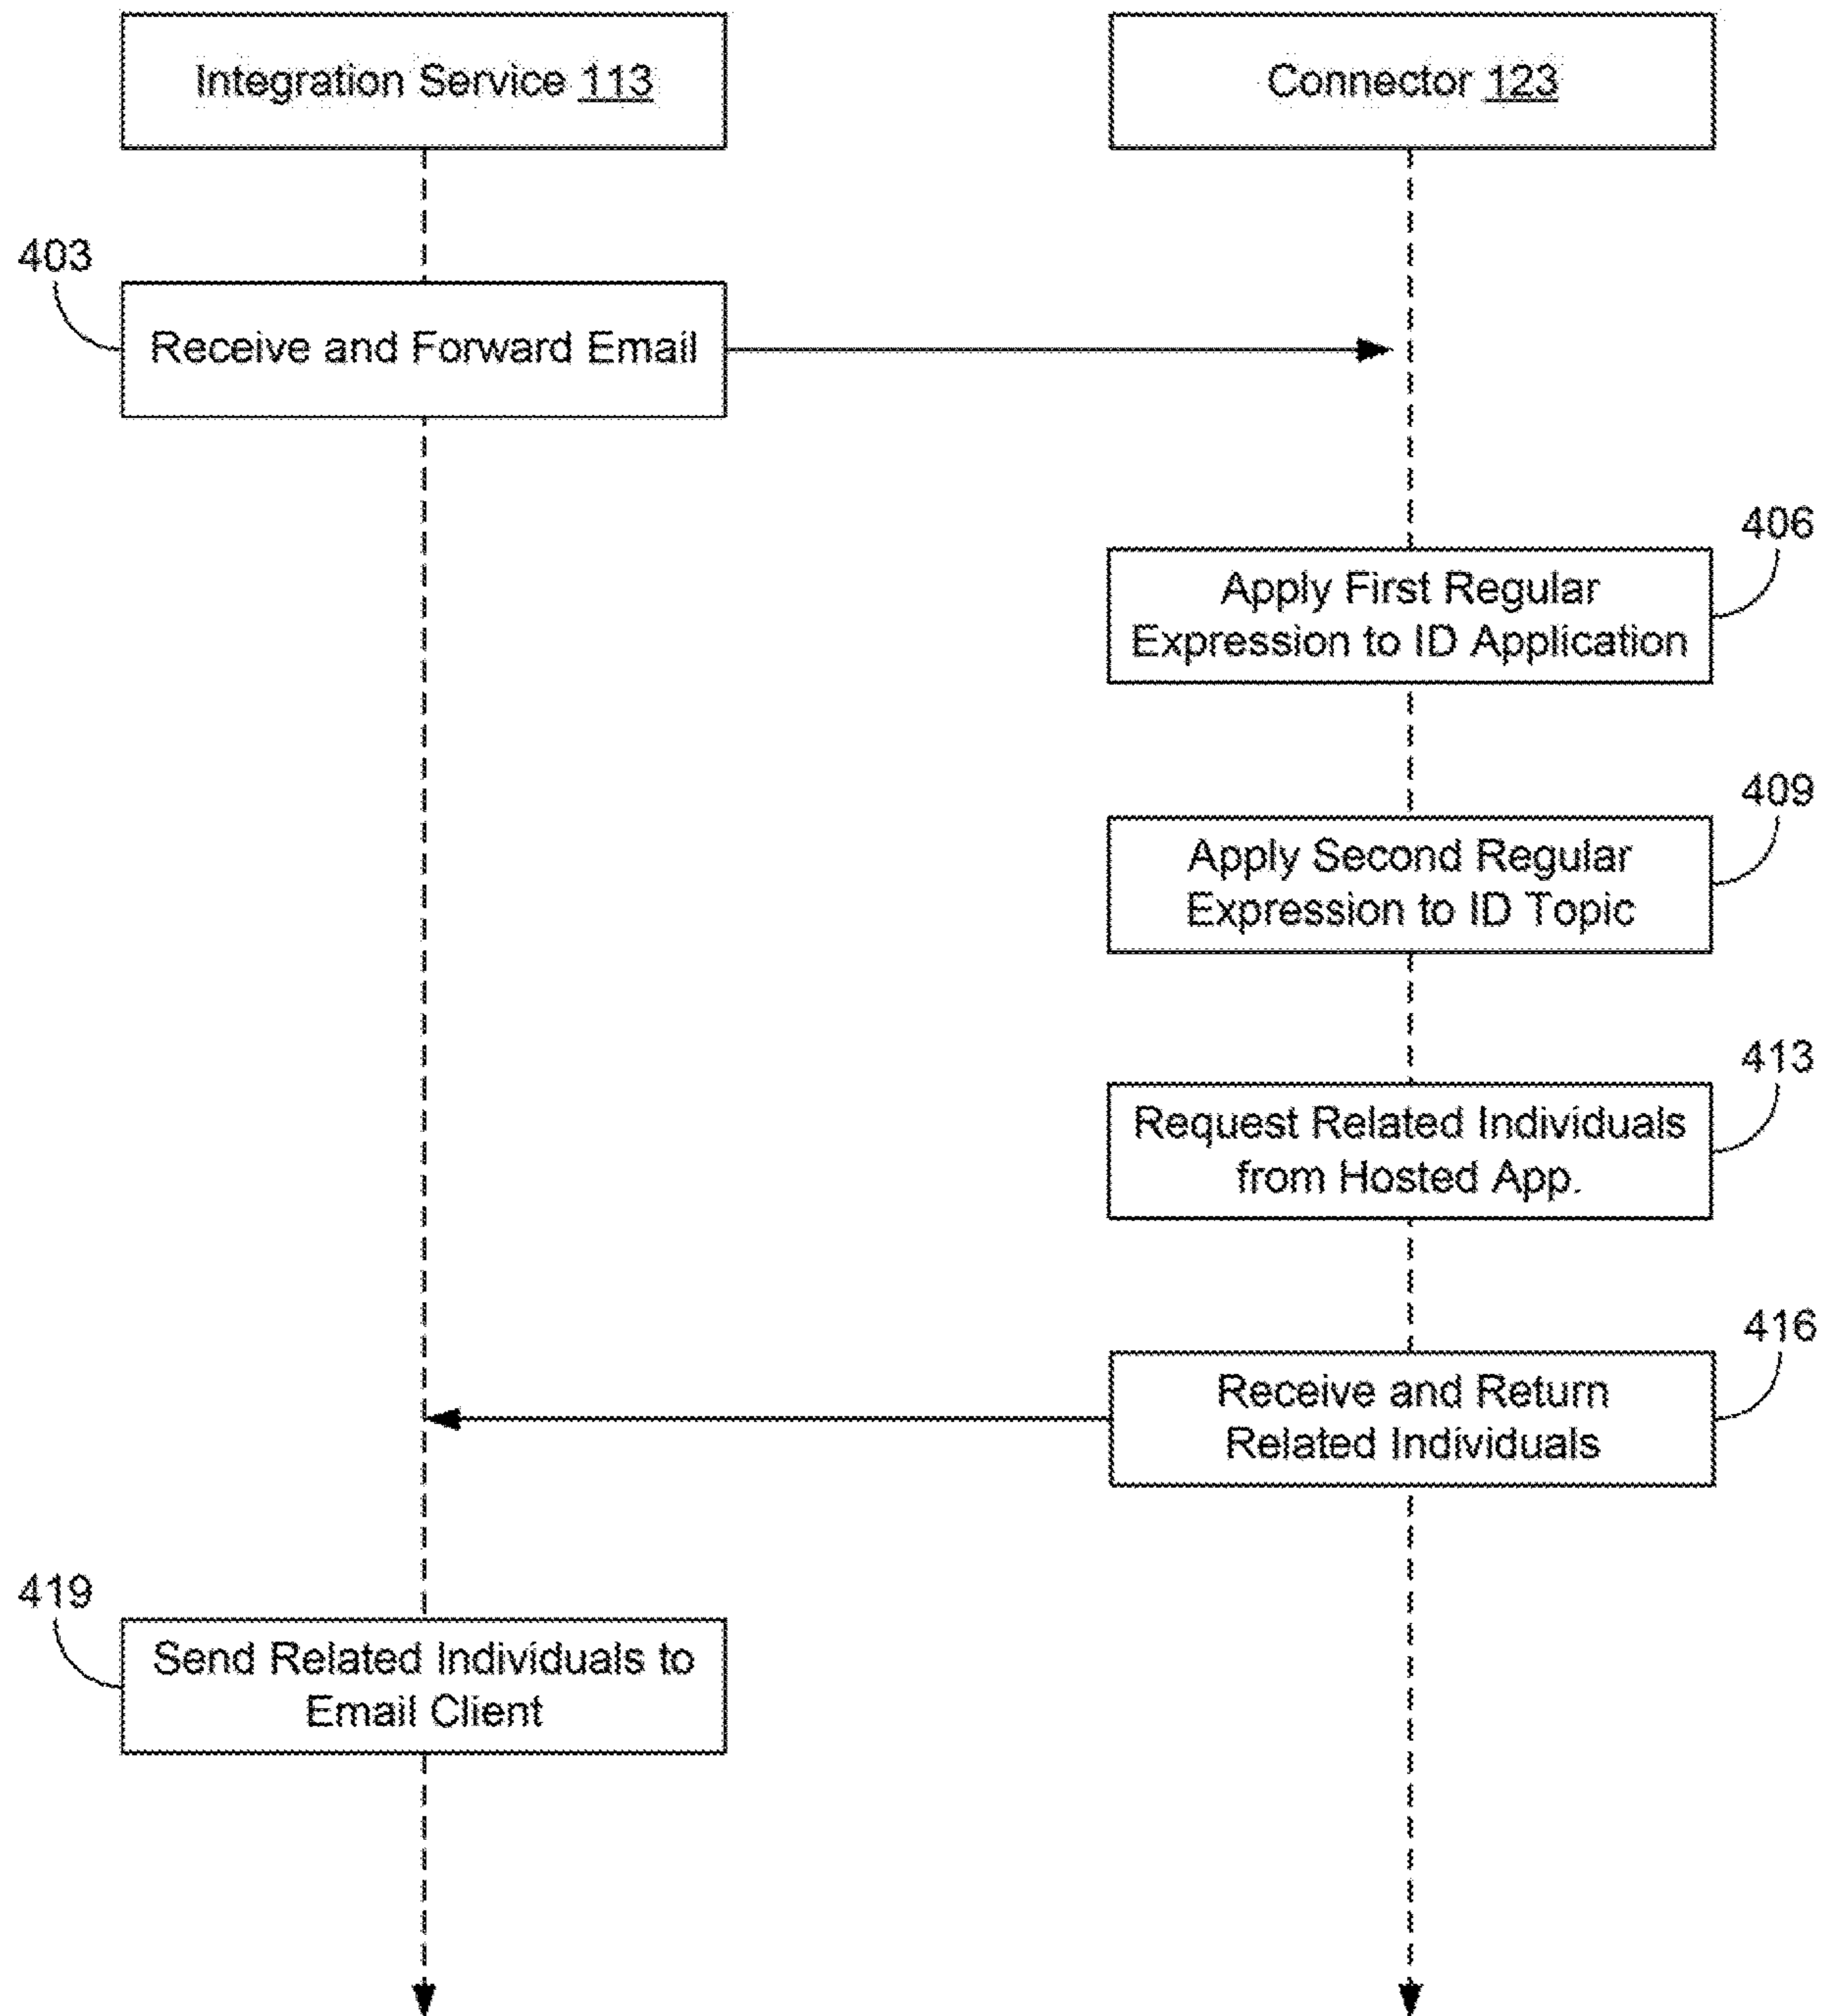 Integration Service 113
Connector 123
403
Receive and Forward Email
406
Apply First Regular
Expression to ID Application
409
Apply Second Regular
Expression to ID Topic
413
Request Related Individuals
from Hosted App.
416
Receive and Return
Related Individuals
419
Send Related Individuals to
Email Client